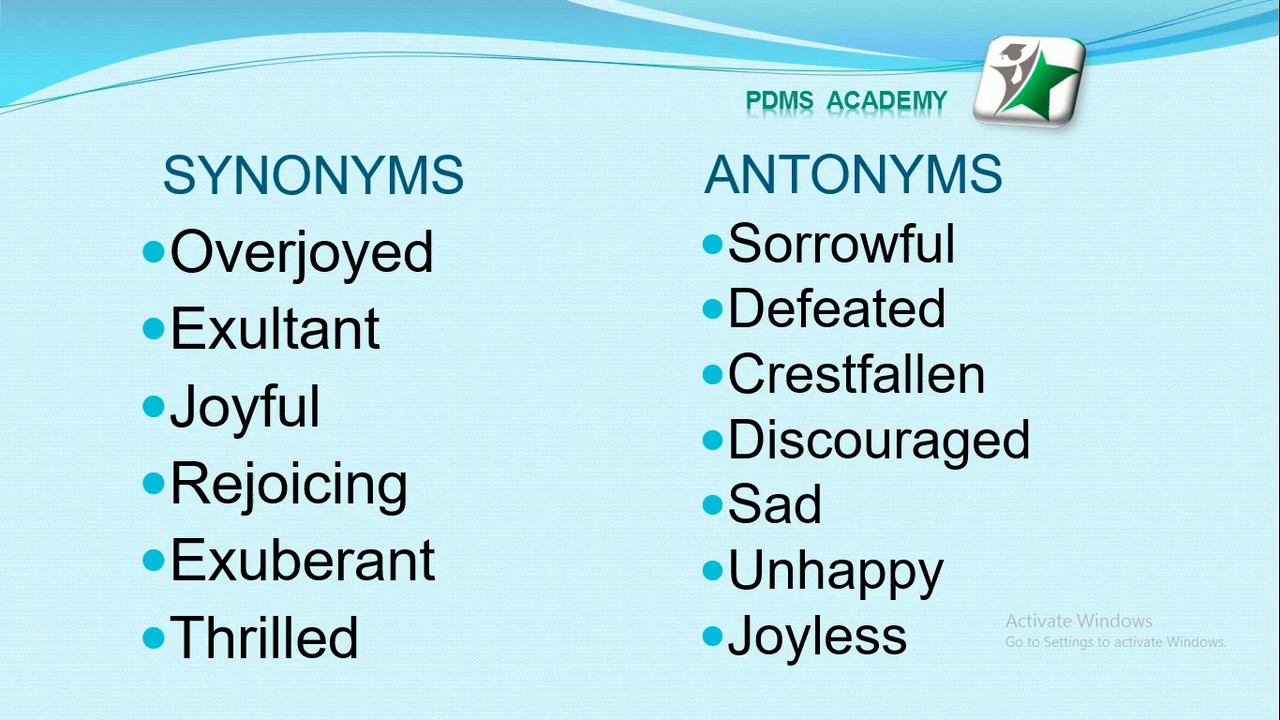 PDMS ACADEMY
SYNONYMS
•Overjoyed
•Exultant
•Joyful
•Rejoicing
•Exuberant
•Thrilled
ANTONYMS
•Sorrowful
•Defeated
•Crestfallen
•Discouraged
•Sad
•Unhappy
•Joyless
Activate Windows
Go to Settings to activate Windows.